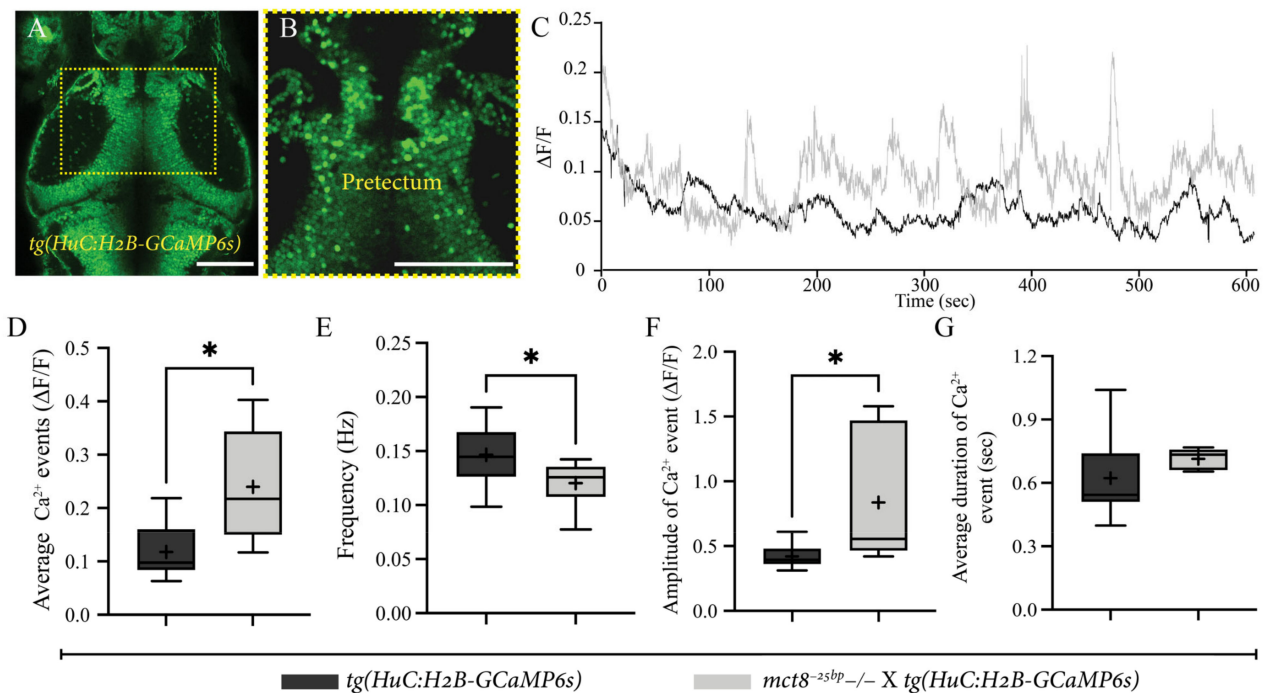 A
tg(HuC:H2B-GCaMP6s)
B
Pretectum
C
ΔF/F
0.25
0.2
0.15
0.1
0.05
0
0 100 200 300 400 500 600
Time (sec)
D
Average Ca²⁺ events (ΔF/F)
0.5
0.4
0.3
0.2
0.1
0.0
*
E
Frequency (Hz)
0.25
0.20
0.15
0.10
0.05
0.00
*
F
Amplitude of Ca²⁺ event (ΔF/F)
2.0
1.5
1.0
0.5
0.0
*
G
Average duration of Ca²⁺
event (sec)
1.2
0.9
0.6
0.3
0.0
tg(HuC:H2B-GCaMP6s)
mct8⁻²⁵ᵇᵖ−/− X tg(HuC:H2B-GCaMP6s)